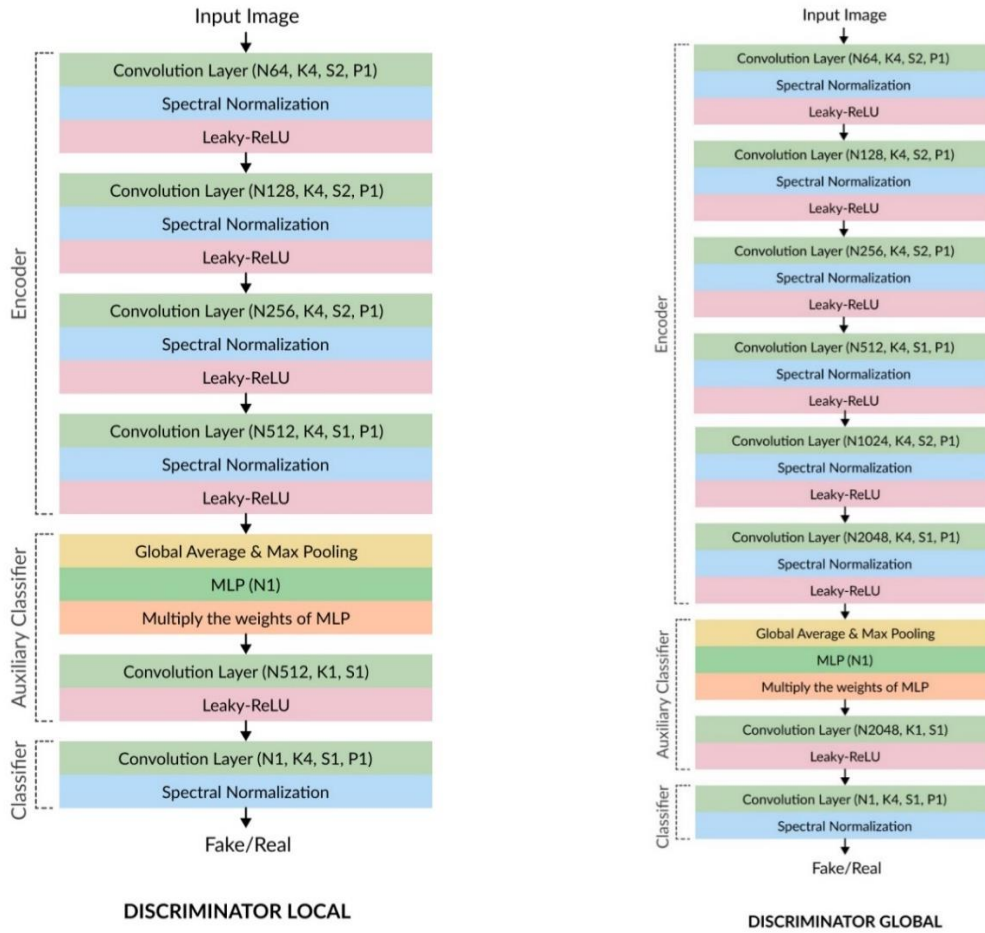 Input Image
Convolution Layer (N64, K4, S2, P1)
Spectral Normalization
Leaky-ReLU
Convolution Layer (N128, K4, S2, P1)
Spectral Normalization
Leaky-ReLU
Convolution Layer (N256, K4, S2, P1)
Spectral Normalization
Leaky-ReLU
Convolution Layer (N512, K4, S1, P1)
Spectral Normalization
Leaky-ReLU
Encoder
Global Average & Max Pooling
MLP (N1)
Multiply the weights of MLP
Convolution Layer (N512, K1, S1)
Leaky-ReLU
Auxiliary Classifier
Convolution Layer (N1, K4, S1, P1)
Spectral Normalization
Classifier
Fake/Real
DISCRIMINATOR LOCAL
Input Image
Convolution Layer (N64, K4, S2, P1)
Spectral Normalization
Leaky-ReLU
Convolution Layer (N128, K4, S2, P1)
Spectral Normalization
Leaky-ReLU
Convolution Layer (N256, K4, S2, P1)
Spectral Normalization
Leaky-ReLU
Convolution Layer (N512, K4, S1, P1)
Spectral Normalization
Leaky-ReLU
Convolution Layer (N1024, K4, S2, P1)
Spectral Normalization
Leaky-ReLU
Convolution Layer (N2048, K4, S1, P1)
Spectral Normalization
Leaky-ReLU
Encoder
Global Average & Max Pooling
MLP (N1)
Multiply the weights of MLP
Convolution Layer (N2048, K1, S1)
Leaky-ReLU
Auxiliary Classifier
Convolution Layer (N1, K4, S1, P1)
Spectral Normalization
Classifier
Fake/Real
DISCRIMINATOR GLOBAL